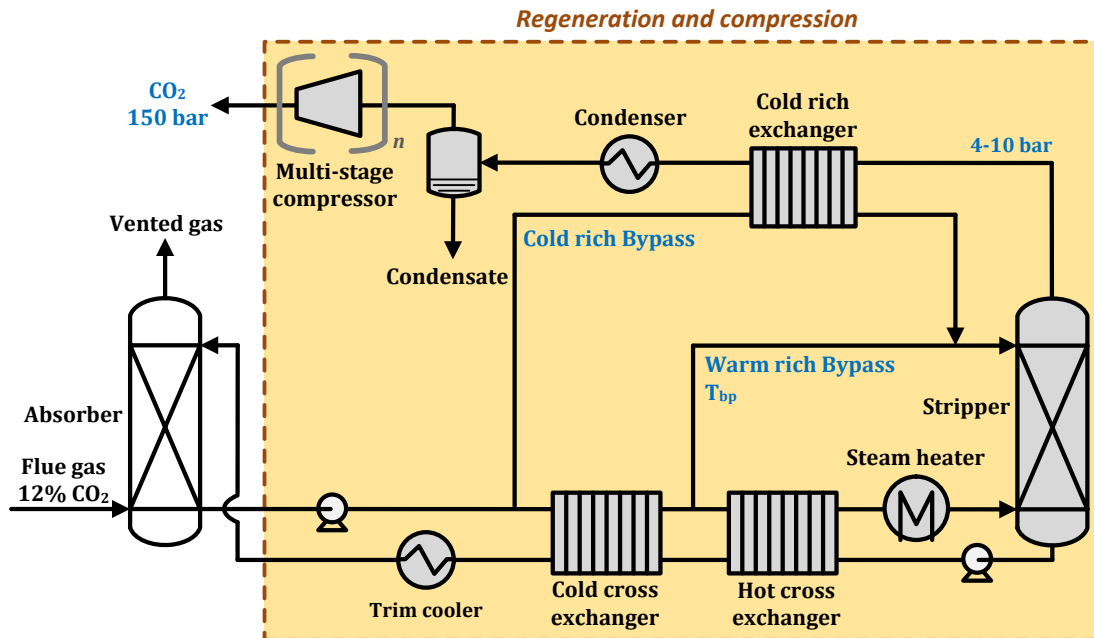 Regeneration and compression
CO₂
150 bar
n
Multi-stage
compressor
Condenser
Cold rich
exchanger
4-10 bar
Vented gas
Cold rich Bypass
Condensate
Warm rich Bypass
T_bp
Absorber
Stripper
Flue gas
12% CO₂
Steam heater
Trim cooler
Cold cross
exchanger
Hot cross
exchanger